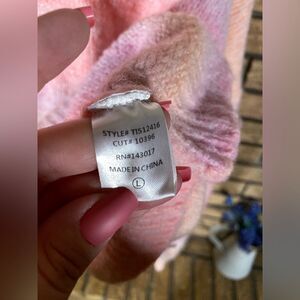 STYLE# TIS12416
CUT# 10396
RN#143017
MADE IN CHINA
L